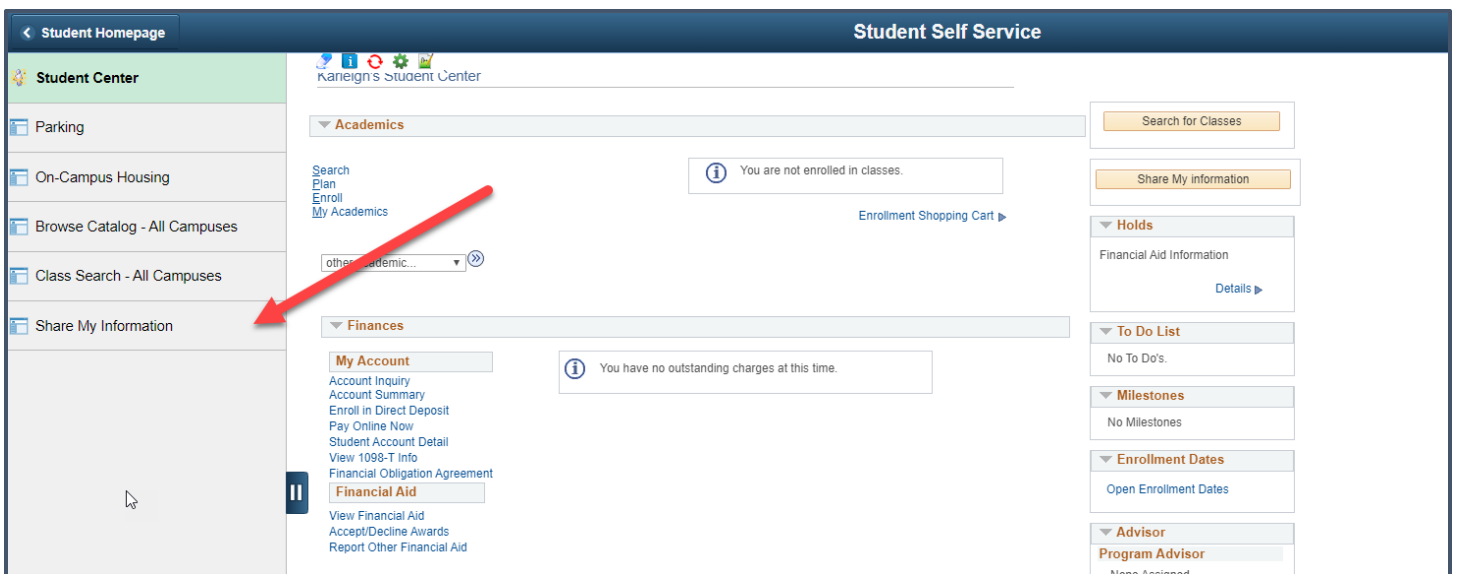 Student Homepage
Student Self Service
Student Center
Parking
On-Campus Housing
Browse Catalog - All Campuses
Class Search - All Campuses
Share My Information
Student Center
Academics
Search
Plan
Enroll
My Academics
You are not enrolled in classes.
Enrollment Shopping Cart
other academic...
Finances
My Account
Account Inquiry
Account Summary
Enroll in Direct Deposit
Pay Online Now
Student Account Detail
View 1098-T Info
Financial Obligation Agreement
You have no outstanding charges at this time.
Financial Aid
View Financial Aid
Accept/Decline Awards
Report Other Financial Aid
Search for Classes
Share My information
Holds
Financial Aid Information
Details
To Do List
No To Do's.
Milestones
No Milestones
Enrollment Dates
Open Enrollment Dates
Advisor
Program Advisor
None Assigned